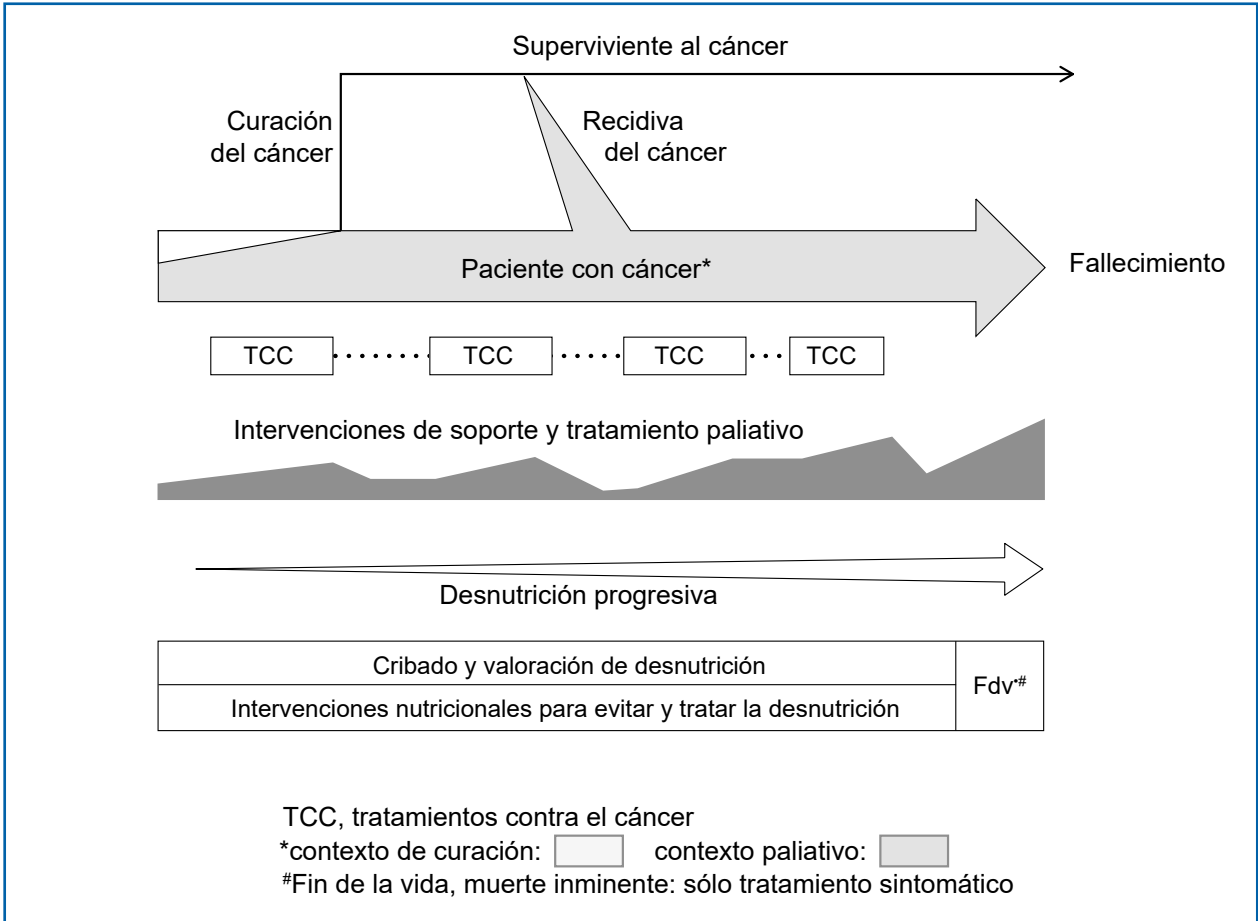 Superviviente al cáncer
Curación
del cáncer
Recidiva
del cáncer
Paciente con cáncer*
Fallecimiento
TCC TCC TCC TCC
Intervenciones de soporte y tratamiento paliativo
Desnutrición progresiva
Cribado y valoración de desnutrición
Intervenciones nutricionales para evitar y tratar la desnutrición
Fdv•#
TCC, tratamientos contra el cáncer
*contexto de curación: contexto paliativo:
#Fin de la vida, muerte inminente: sólo tratamiento sintomático